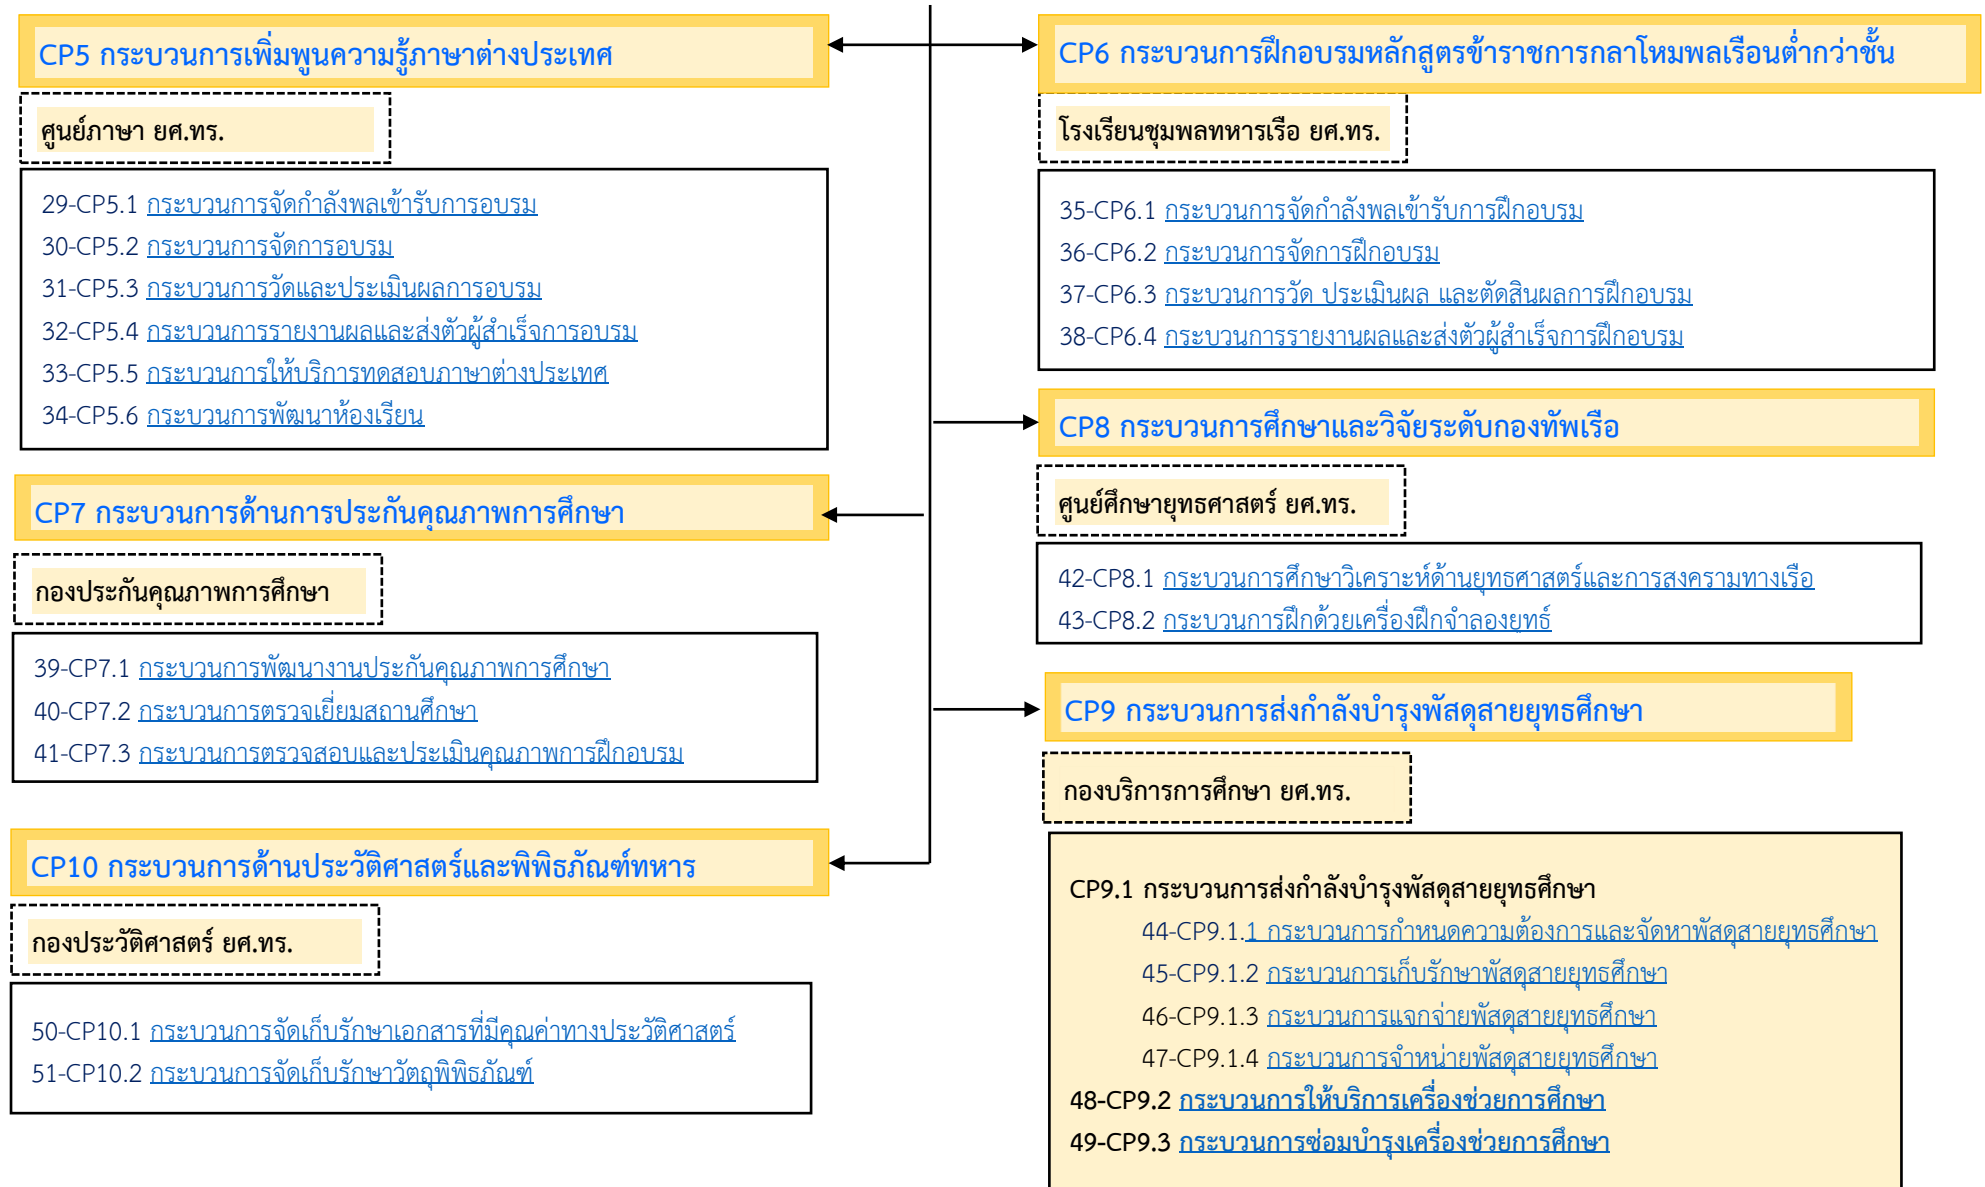 CP5 กระบวนการเพิ่มพูนความรู้ภาษาต่างประเทศ
ศูนย์ภาษา ยศ.ทร.
29-CP5.1 กระบวนการจัดกำลังพลเข้ารับการอบรม
30-CP5.2 กระบวนการจัดการอบรม
31-CP5.3 กระบวนการวัดและประเมินผลการอบรม
32-CP5.4 กระบวนการรายงานผลและส่งตัวผู้สำเร็จการอบรม
33-CP5.5 กระบวนการให้บริการทดสอบภาษาต่างประเทศ
34-CP5.6 กระบวนการพัฒนาห้องเรียน
CP6 กระบวนการฝึกอบรมหลักสูตรข้าราชการกลาโหมพลเรือนต่ำกว่าชั้น
โรงเรียนชุมพลทหารเรือ ยศ.ทร.
35-CP6.1 กระบวนการจัดกำลังพลเข้ารับการฝึกอบรม
36-CP6.2 กระบวนการจัดการฝึกอบรม
37-CP6.3 กระบวนการวัด ประเมินผล และตัดสินผลการฝึกอบรม
38-CP6.4 กระบวนการรายงานผลและส่งตัวผู้สำเร็จการฝึกอบรม
CP7 กระบวนการด้านการประกันคุณภาพการศึกษา
กองประกันคุณภาพการศึกษา
39-CP7.1 กระบวนการพัฒนางานประกันคุณภาพการศึกษา
40-CP7.2 กระบวนการตรวจเยี่ยมสถานศึกษา
41-CP7.3 กระบวนการตรวจสอบและประเมินคุณภาพการฝึกอบรม
CP8 กระบวนการศึกษาและวิจัยระดับกองทัพเรือ
ศูนย์ศึกษายุทธศาสตร์ ยศ.ทร.
42-CP8.1 กระบวนการศึกษาวิเคราะห์ด้านยุทธศาสตร์และการสงครามทางเรือ
43-CP8.2 กระบวนการฝึกด้วยเครื่องฝึกจำลองยุทธ์
CP9 กระบวนการส่งกำลังบำรุงพัสดุสายยุทธศึกษา
กองบริการการศึกษา ยศ.ทร.
CP9.1 กระบวนการส่งกำลังบำรุงพัสดุสายยุทธศึกษา
44-CP9.1.1 กระบวนการกำหนดความต้องการและจัดหาพัสดุสายยุทธศึกษา
45-CP9.1.2 กระบวนการเก็บรักษาพัสดุสายยุทธศึกษา
46-CP9.1.3 กระบวนการแจกจ่ายพัสดุสายยุทธศึกษา
47-CP9.1.4 กระบวนการจำหน่ายพัสดุสายยุทธศึกษา
48-CP9.2 กระบวนการให้บริการเครื่องช่วยการศึกษา
49-CP9.3 กระบวนการซ่อมบำรุงเครื่องช่วยการศึกษา
CP10 กระบวนการด้านประวัติศาสตร์และพิพิธภัณฑ์ทหาร
กองประวัติศาสตร์ ยศ.ทร.
50-CP10.1 กระบวนการจัดเก็บรักษาเอกสารที่มีคุณค่าทางประวัติศาสตร์
51-CP10.2 กระบวนการจัดเก็บรักษาวัตถุพิพิธภัณฑ์